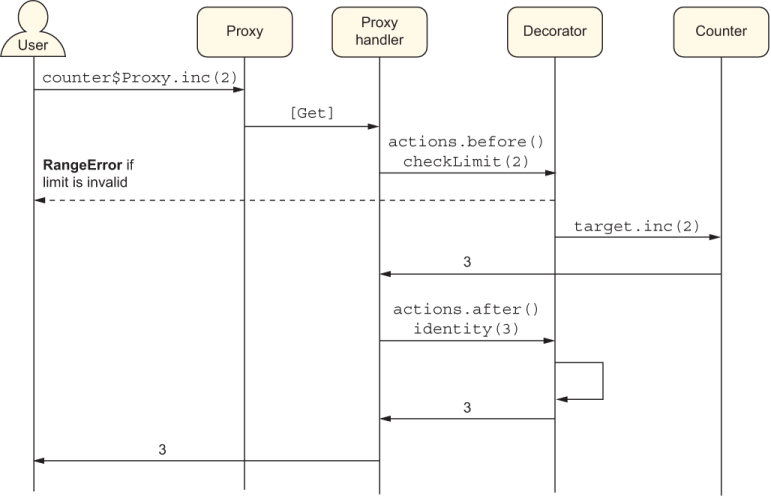 User
Proxy
Proxy
handler
Decorator
Counter
counter$Proxy.inc(2)
[Get]
actions.before()
checkLimit(2)
RangeError if
limit is invalid
target.inc(2)
3
actions.after()
identity(3)
3
3